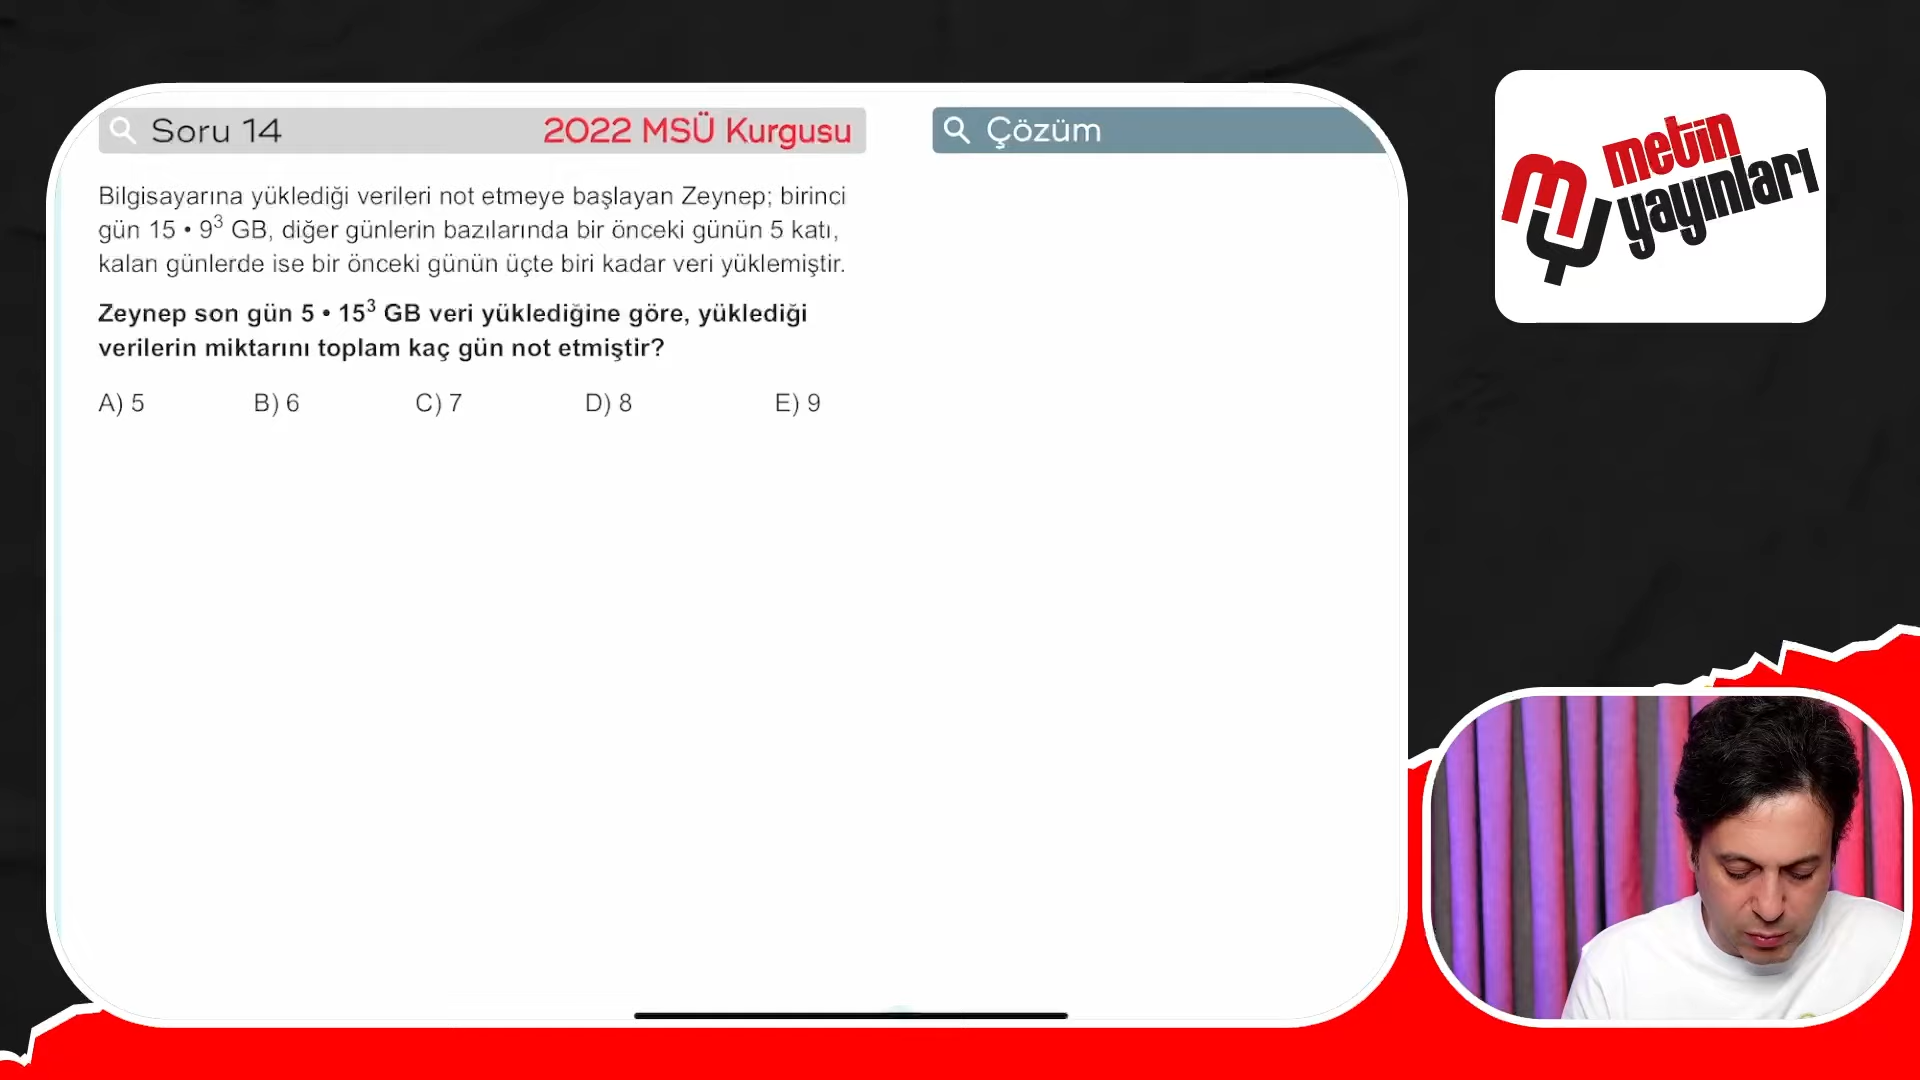 Soru 14
2022 MSÜ Kurgusu
Bilgisayarına yüklediği verileri not etmeye başlayan Zeynep; birinci
gün 15 • 9³ GB, diğer günlerin bazılarında bir önceki günün 5 katı,
kalan günlerde ise bir önceki günün üçte biri kadar veri yüklemiştir.
Zeynep son gün 5 • 15³ GB veri yüklediğine göre, yüklediği
verilerin miktarını toplam kaç gün not etmiştir?
A) 5 B) 6 C) 7 D) 8 E) 9
Çözüm
metin
yayınları